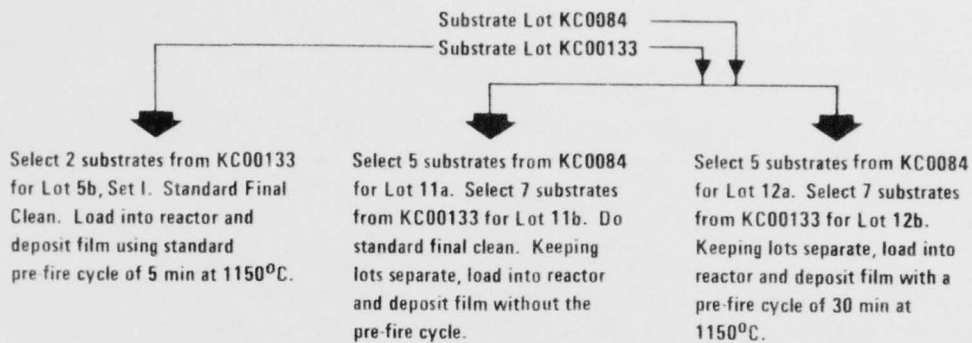 Substrate Lot KC0084
Substrate Lot KC00133
Select 2 substrates from KC00133
for Lot 5b, Set I. Standard Final
Clean. Load into reactor and
deposit film using standard
pre-fire cycle of 5 min at 1150ºC.
Select 5 substrates from KC0084
for Lot 11a. Select 7 substrates
from KC00133 for Lot 11b. Do
standard final clean. Keeping
lots separate, load into reactor
and deposit film without the
pre-fire cycle.
Select 5 substrates from KC0084
for Lot 12a. Select 7 substrates
from KC00133 for Lot 12b.
Keeping lots separate, load into
reactor and deposit film with a
pre-fire cycle of 30 min at
1150ºC.